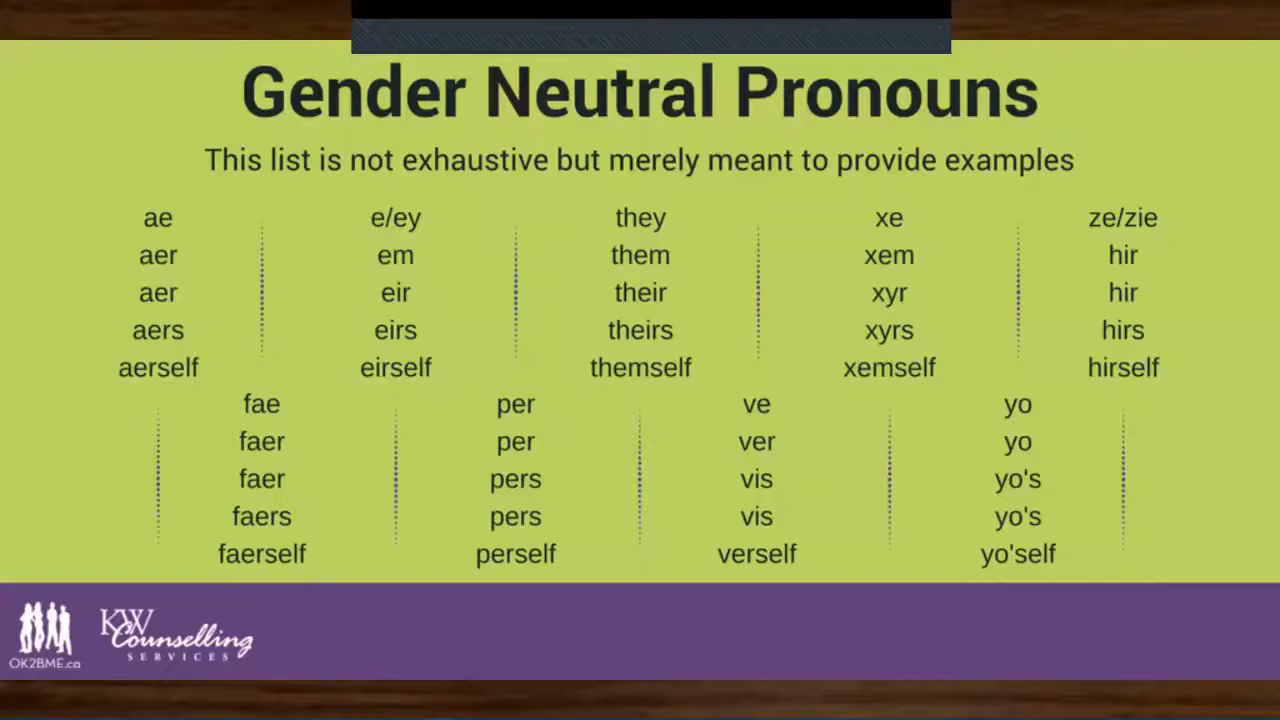 Gender Neutral Pronouns
This list is not exhaustive but merely meant to provide examples
ae e/ey they xe ze/zie
aer em them xem hir
aer eir their xyr hir
aers eirs theirs xyrs hirs
aerself eirself themself xemself hirself
fae per ve yo
faer per ver yo
faer pers vis yo's
faers pers vis yo's
faerself perself verself yo'self
OK2BME.ca
KW
Counselling
SERVICES